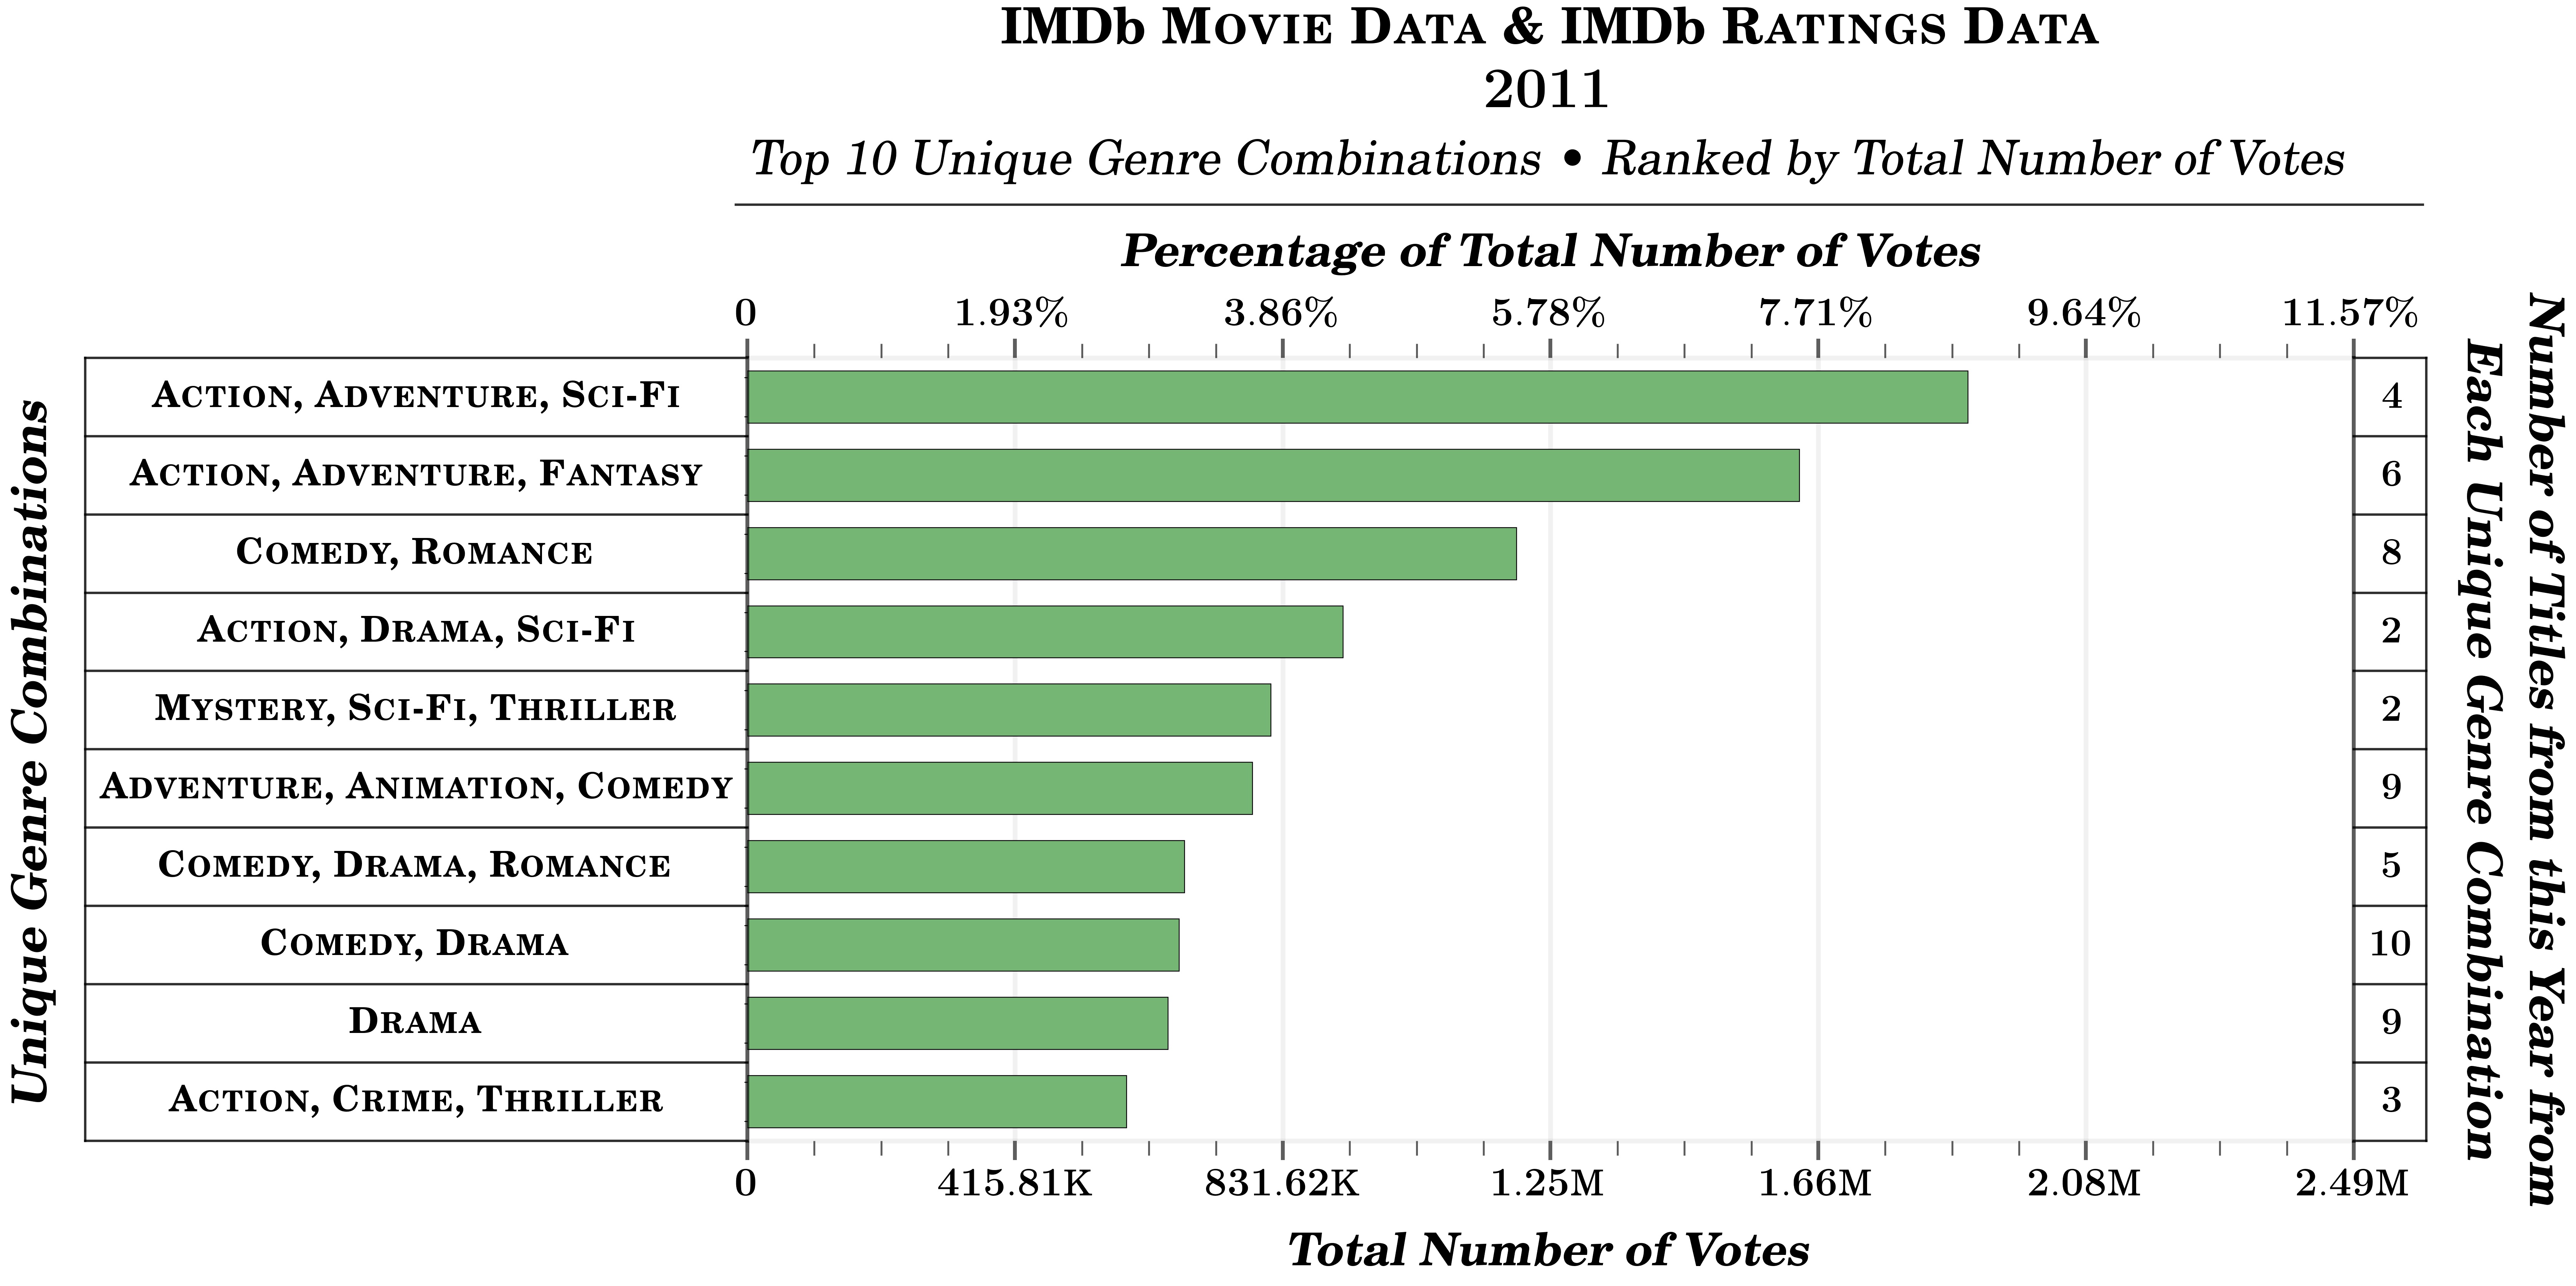 IMDb Movie Data & IMDb Ratings Data
2011
Top 10 Unique Genre Combinations • Ranked by Total Number of Votes
Percentage of Total Number of Votes
0 1.93% 3.86% 5.78% 7.71% 9.64% 11.57%
Unique Genre Combinations
Action, Adventure, Sci-Fi 4
Action, Adventure, Fantasy 6
Comedy, Romance 8
Action, Drama, Sci-Fi 2
Mystery, Sci-Fi, Thriller 2
Adventure, Animation, Comedy 9
Comedy, Drama, Romance 5
Comedy, Drama 10
Drama 9
Action, Crime, Thriller 3
Number of Titles from this Year from
Each Unique Genre Combination
0 415.81K 831.62K 1.25M 1.66M 2.08M 2.49M
Total Number of Votes